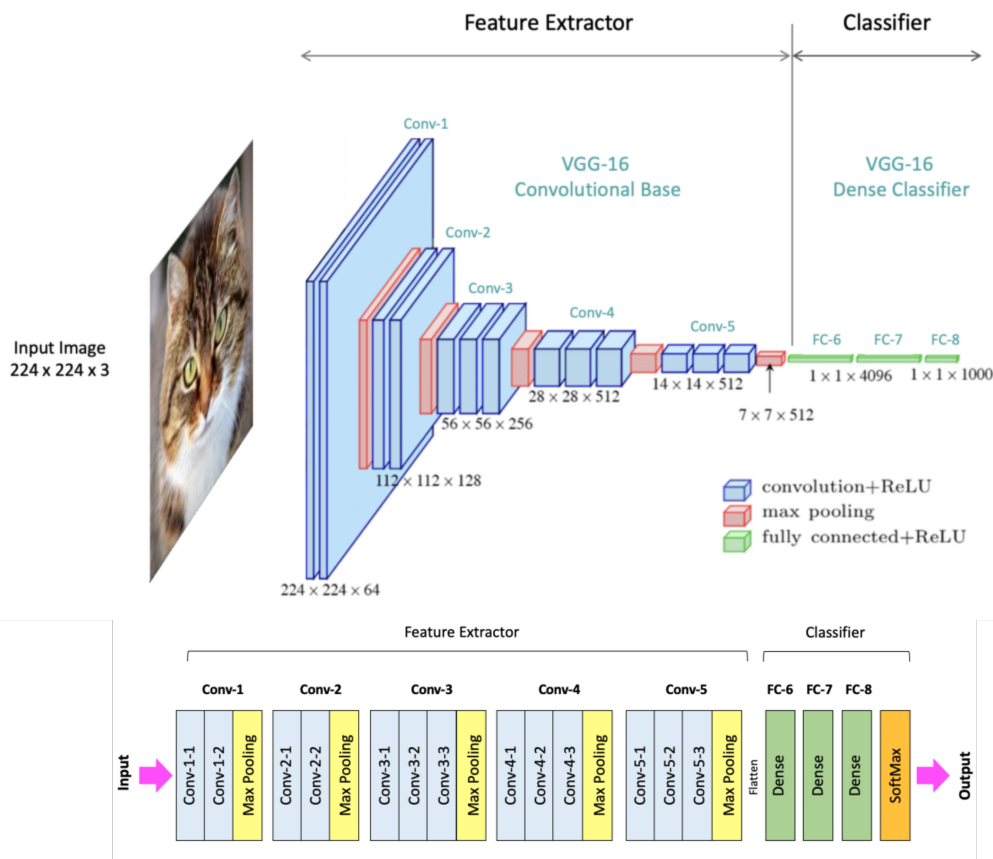 Feature Extractor
Classifier
Conv-1
VGG-16
Convolutional Base
VGG-16
Dense Classifier
Conv-2
Conv-3
Conv-4
Conv-5
FC-6
FC-7
FC-8
Input Image
224 x 224 x 3
1 × 1 × 4096
1 × 1 × 1000
14 × 14 × 512
28 × 28 × 512
7 × 7 × 512
56 × 56 × 256
112 × 112 × 128
224 × 224 × 64
convolution+ReLU
max pooling
fully connected+ReLU
Feature Extractor
Classifier
Conv-1
Conv-2
Conv-3
Conv-4
Conv-5
FC-6
FC-7
FC-8
Input
Conv-1-1
Conv-1-2
Max Pooling
Conv-2-1
Conv-2-2
Max Pooling
Conv-3-1
Conv-3-2
Conv-3-3
Max Pooling
Conv-4-1
Conv-4-2
Conv-4-3
Max Pooling
Conv-5-1
Conv-5-2
Conv-5-3
Max Pooling
Flatten
Dense
Dense
Dense
SoftMax
Output